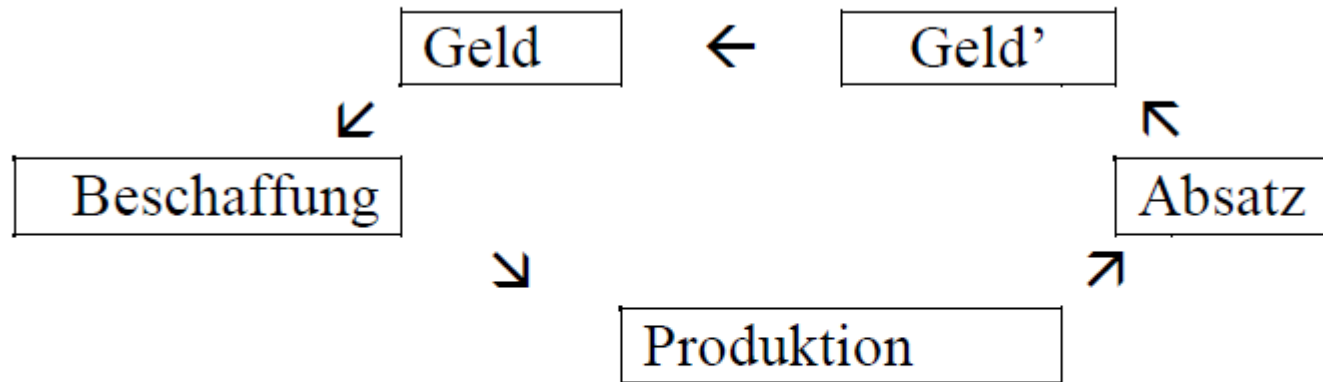 Geld ← Geld’
↙ ↖
Beschaffung Absatz
↘ ↗
Produktion